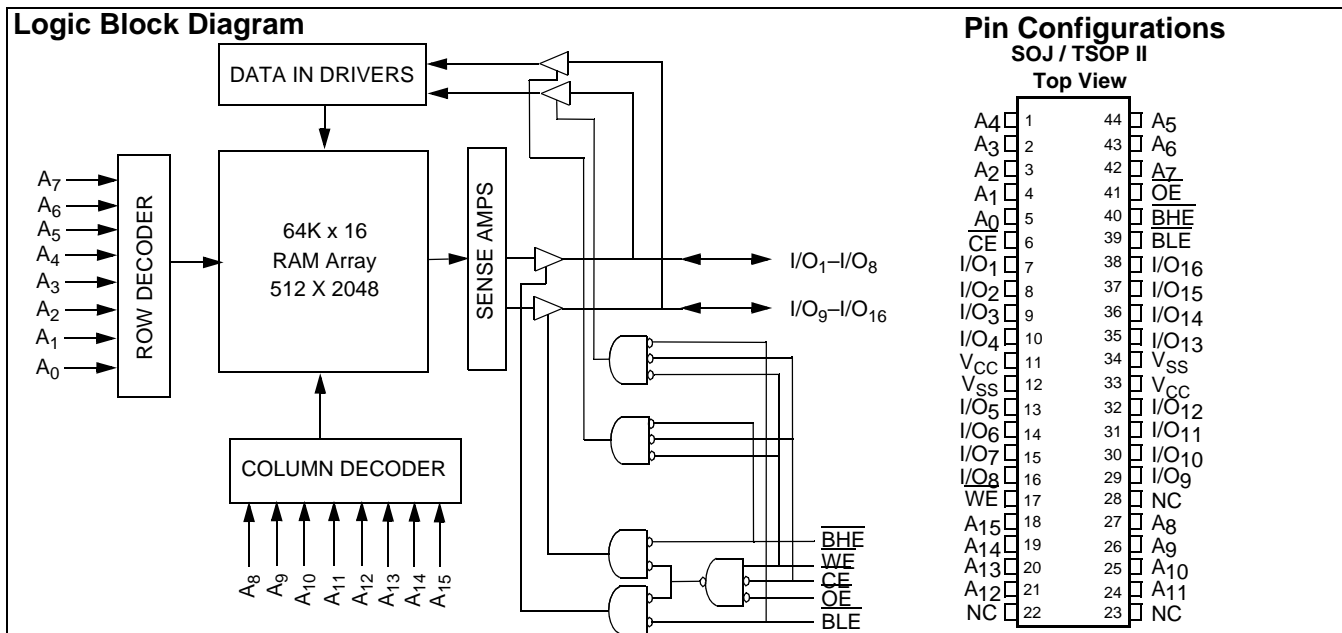 Logic Block Diagram
DATA IN DRIVERS
A7
A6
A5
A4
A3
A2
A1
A0
ROW DECODER
64K x 16
RAM Array
512 X 2048
SENSE AMPS
I/O1–I/O8
I/O9–I/O16
COLUMN DECODER
A8
A9
A10
A11
A12
A13
A14
A15
BHE
WE
CE
OE
BLE
Pin Configurations
SOJ / TSOP II
Top View
A4 1 44 A5
A3 2 43 A6
A2 3 42 A7
A1 4 41 OE
A0 5 40 BHE
CE 6 39 BLE
I/O1 7 38 I/O16
I/O2 8 37 I/O15
I/O3 9 36 I/O14
I/O4 10 35 I/O13
VCC 11 34 VSS
VSS 12 33 VCC
I/O5 13 32 I/O12
I/O6 14 31 I/O11
I/O7 15 30 I/O10
I/O8 16 29 I/O9
WE 17 28 NC
A15 18 27 A8
A14 19 26 A9
A13 20 25 A10
A12 21 24 A11
NC 22 23 NC